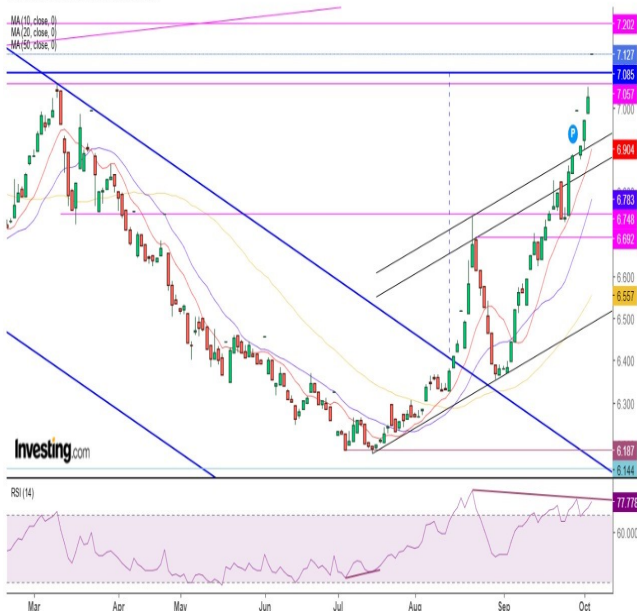 MA (10, close, 0)
MA (20, close, 0)
MA (50, close, 0)
7.202
7.127
7.085
7.057
7.000
6.904
6.783
6.748
6.692
6.600
6.557
6.500
6.400
6.300
6.187
6.144
P
Investing.com
RSI (14)
77.778
60.000
Mar Apr May Jun Jul Aug Sep Oct